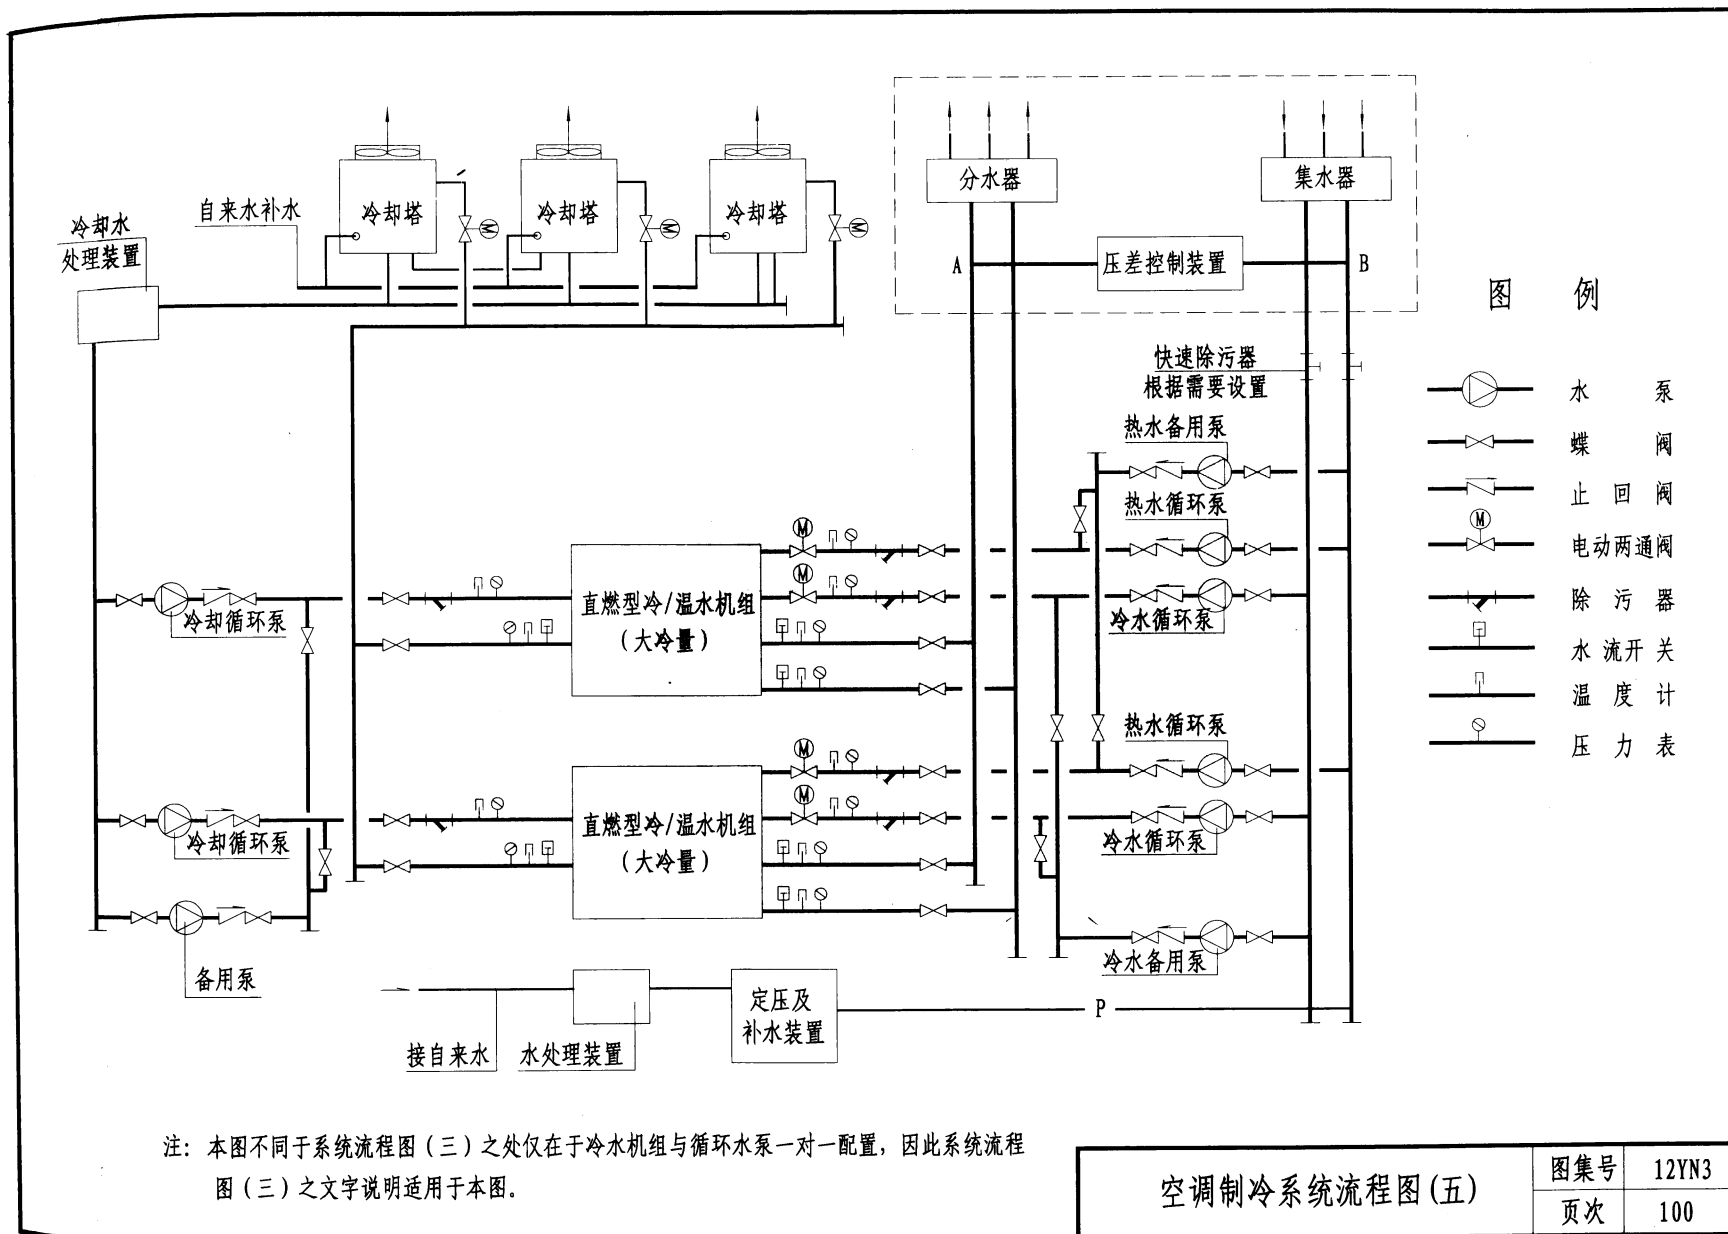 冷却塔
冷却塔
冷却塔
自来水补水
冷却水
处理装置
分水器
集水器
A
压差控制装置
B
M
M
M
快速除污器
根据需要设置
热水备用泵
热水循环泵
冷水循环泵
热水循环泵
冷水循环泵
冷水备用泵
冷却循环泵
冷却循环泵
备用泵
M
M
直燃型冷/温水机组
(大冷量)
M
M
直燃型冷/温水机组
(大冷量)
接自来水
水处理装置
定压及
补水装置
P
图 例
水 泵
蝶 阀
止 回 阀
M
电动两通阀
除 污 器
水 流 开 关
温 度 计
压 力 表
注: 本图不同于系统流程图(三)之处仅在于冷水机组与循环水泵一对一配置, 因此系统流程
图(三)之文字说明适用于本图。
空调制冷系统流程图(五)
图集号 12YN3
页次 100